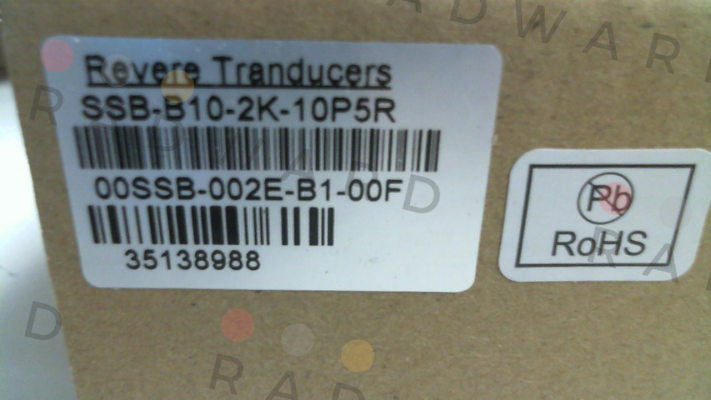 Revere Tranducers
SSB-B10-2K-10P5R
00SSB-002E-B1-00F
35138988
Pb
RoHS